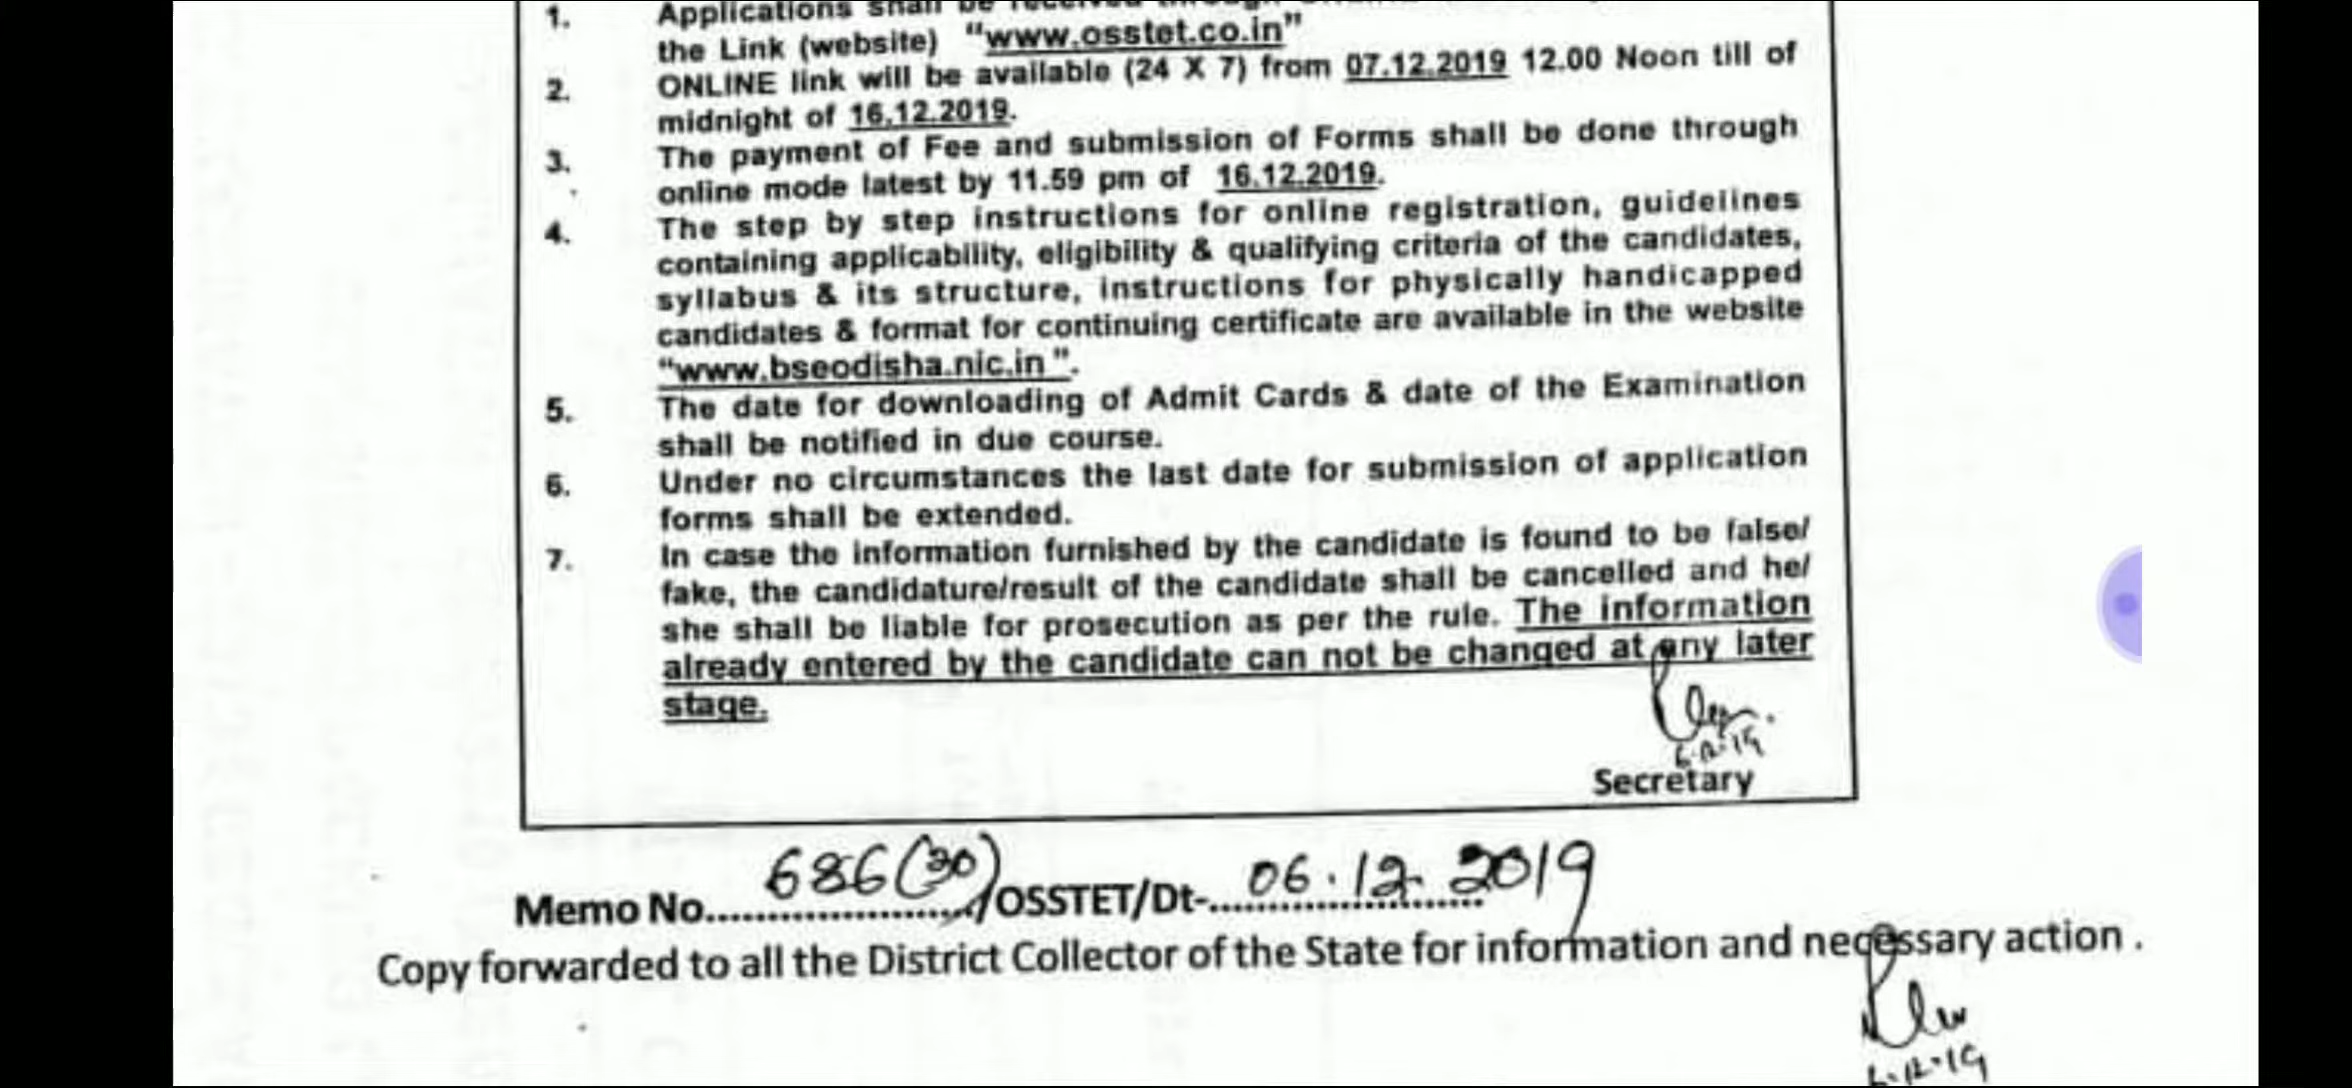 1. Applications shall be received through
the Link (website) "www.osstet.co.in"
2. ONLINE link will be available (24 X 7) from 07.12.2019 12.00 Noon till of
midnight of 16.12.2019.
3. The payment of Fee and submission of Forms shall be done through
online mode latest by 11.59 pm of 16.12.2019.
4. The step by step instructions for online registration, guidelines
containing applicability, eligibility & qualifying criteria of the candidates,
syllabus & its structure, instructions for physically handicapped
candidates & format for continuing certificate are available in the website
"www.bseodisha.nic.in".
5. The date for downloading of Admit Cards & date of the Examination
shall be notified in due course.
6. Under no circumstances the last date for submission of application
forms shall be extended.
7. In case the information furnished by the candidate is found to be false/
fake, the candidature/result of the candidate shall be cancelled and he/
she shall be liable for prosecution as per the rule. The information
already entered by the candidate can not be changed at any later
stage.
6.12.19
Secretary
Memo No. 686(30)/OSSTET/Dt-. 06.12.2019
Copy forwarded to all the District Collector of the State for information and necessary action .
6.12.19